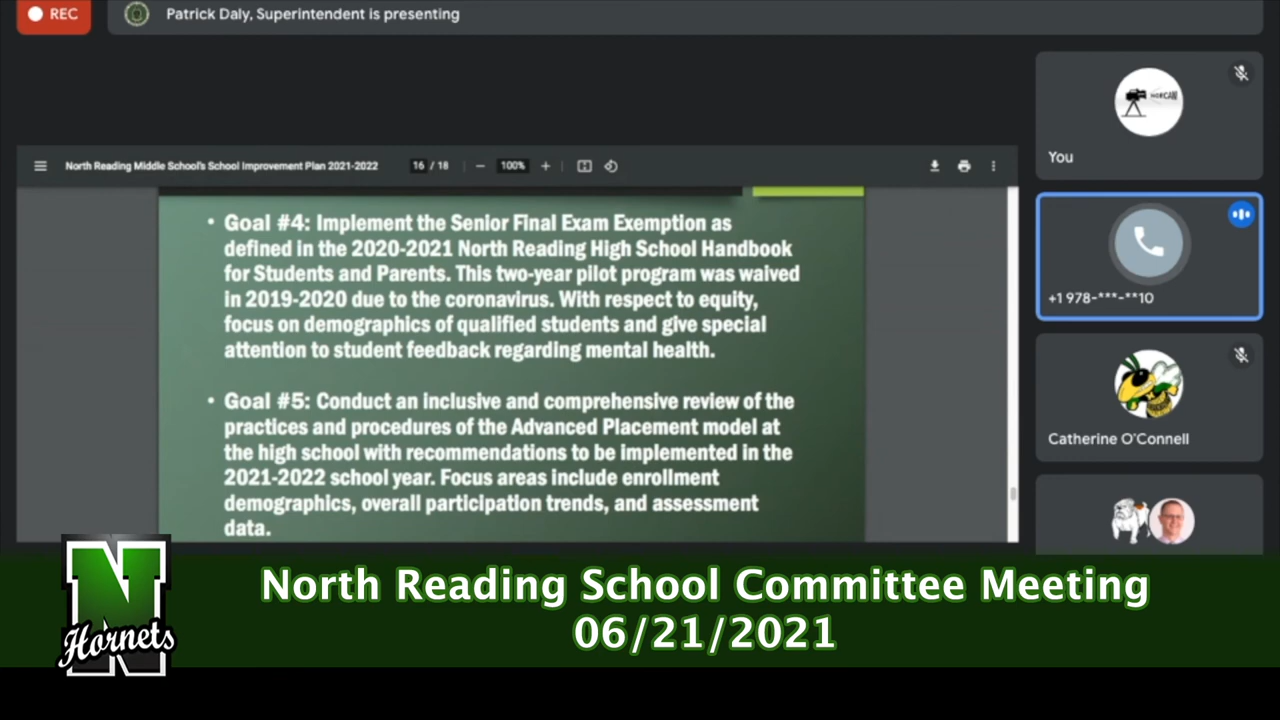 REC
Patrick Daly, Superintendent is presenting
North Reading Middle School's School Improvement Plan 2021-2022
16 / 18
100%
• Goal #4: Implement the Senior Final Exam Exemption as
defined in the 2020-2021 North Reading High School Handbook
for Students and Parents. This two-year pilot program was waived
in 2019-2020 due to the coronavirus. With respect to equity,
focus on demographics of qualified students and give special
attention to student feedback regarding mental health.
• Goal #5: Conduct an inclusive and comprehensive review of the
practices and procedures of the Advanced Placement model at
the high school with recommendations to be implemented in the
2021-2022 school year. Focus areas include enrollment
demographics, overall participation trends, and assessment
data.
NORCAM
You
+1 978-***-**10
Catherine O'Connell
N
Hornets
North Reading School Committee Meeting
06/21/2021